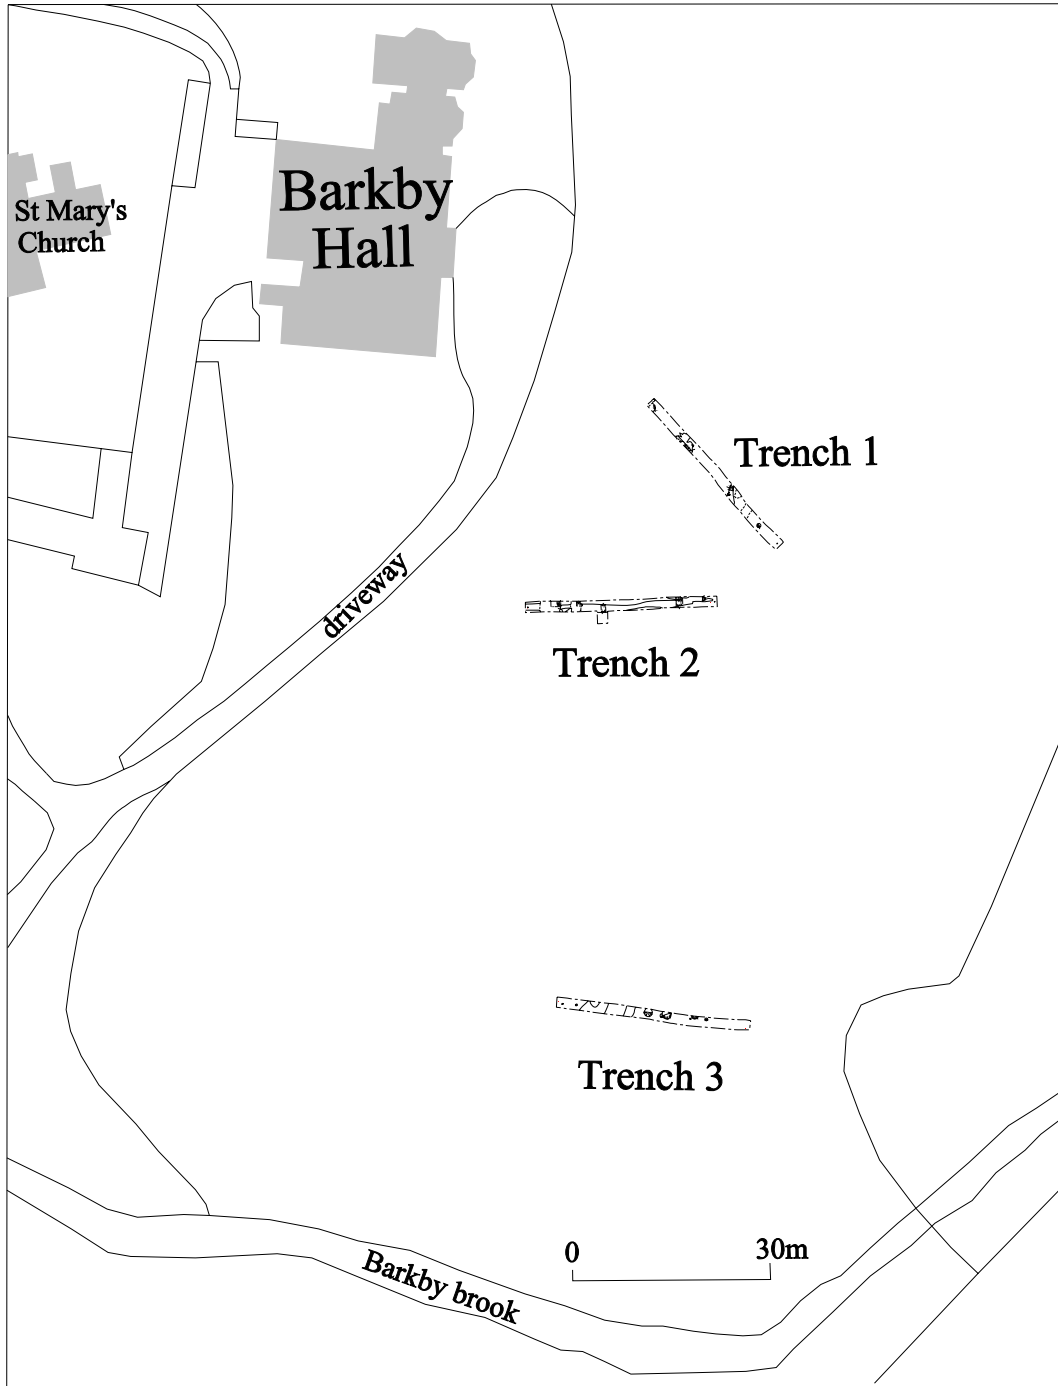 St Mary's
Church
Barkby
Hall
Trench 1
driveway
Trench 2
Trench 3
0
30m
Barkby brook